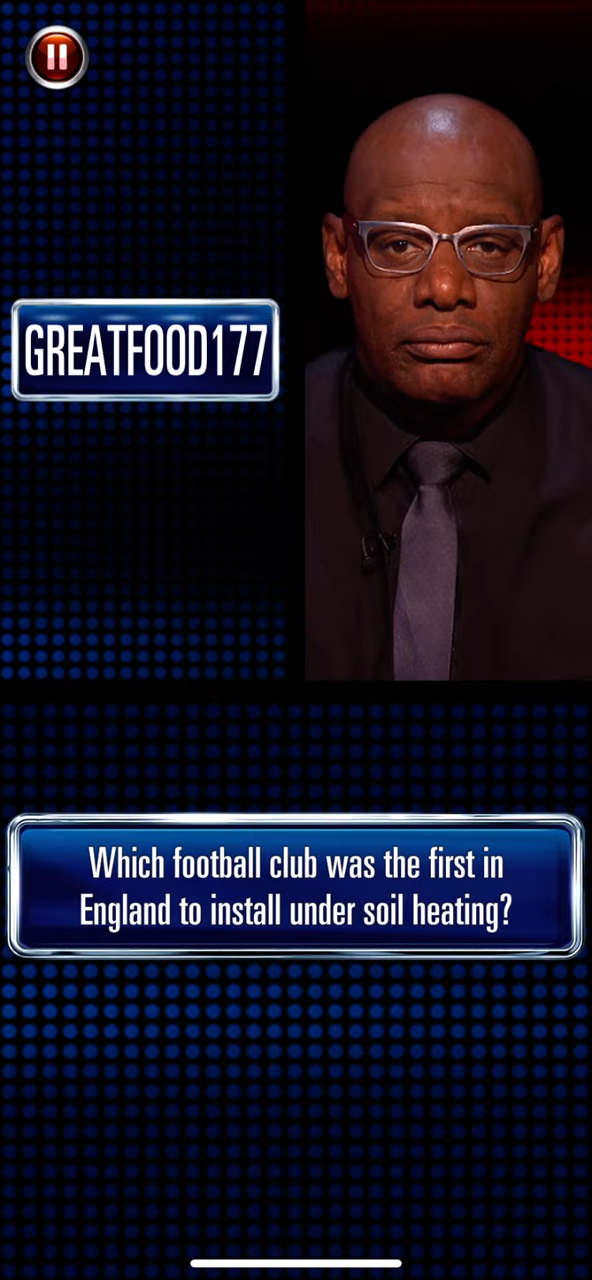 GREATFOOD177
Which football club was the first in
England to install under soil heating?